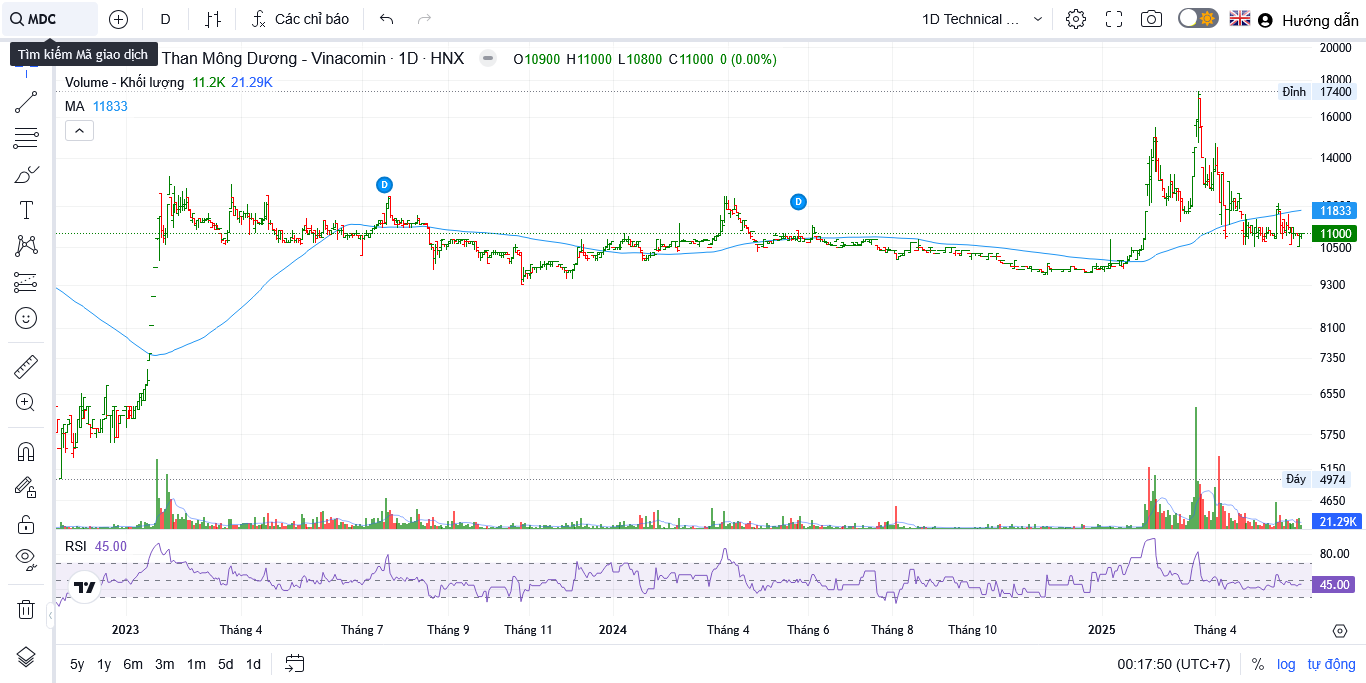 MDC D Các chỉ báo 1D Technical ... Hướng dẫn
Tìm kiếm Mã giao dịch
Than Mông Dương - Vinacomin · 1D · HNX O10900 H11000 L10800 C11000 0 (0.00%)
Volume - Khối lượng 11.2K 21.29K
MA 11833
20000
18000
Đỉnh 17400
16000
14000
11833
11000
10500
9300
8100
7350
6550
5750
5150
Đáy 4974
4650
21.29K
D
D
RSI 45.00
80.00
45.00
2023 Tháng 4 Tháng 7 Tháng 9 Tháng 11 2024 Tháng 4 Tháng 6 Tháng 8 Tháng 10 2025 Tháng 4
5y 1y 6m 3m 1m 5d 1d 00:17:50 (UTC+7) % log tự động